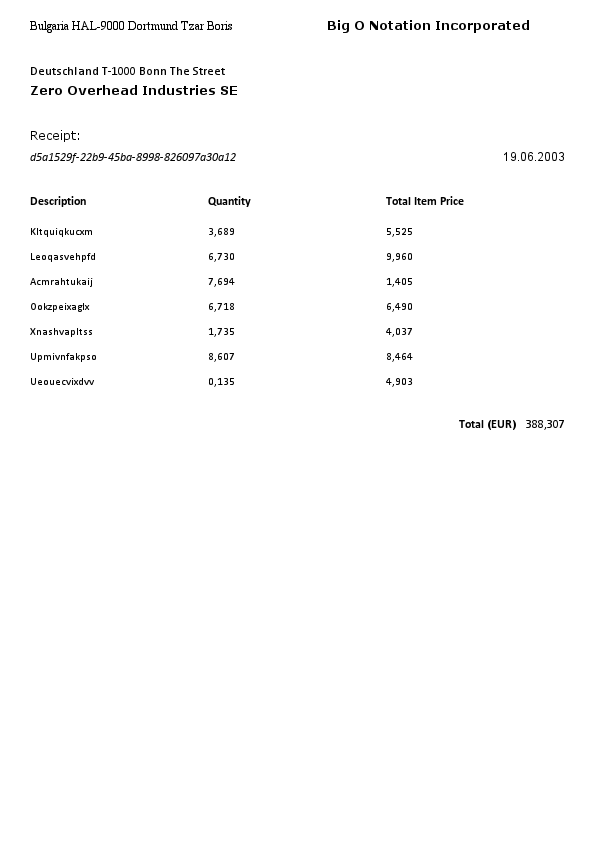 Bulgaria HAL-9000 Dortmund Tzar Boris Big O Notation Incorporated
Deutschland T-1000 Bonn The Street
Zero Overhead Industries SE
Receipt:
d5a1529f-22b9-45ba-8998-826097a30a12 19.06.2003
Description Quantity Total Item Price
Kltquiqkucxm 3,689 5,525
Leoqasvehpfd 6,730 9,960
Acmrahtukaij 7,694 1,405
Ookzpeixaglx 6,718 6,490
Xnashvapltss 1,735 4,037
Upmivnfakpso 8,607 8,464
Ueouecvixdvv 0,135 4,903
Total (EUR) 388,307